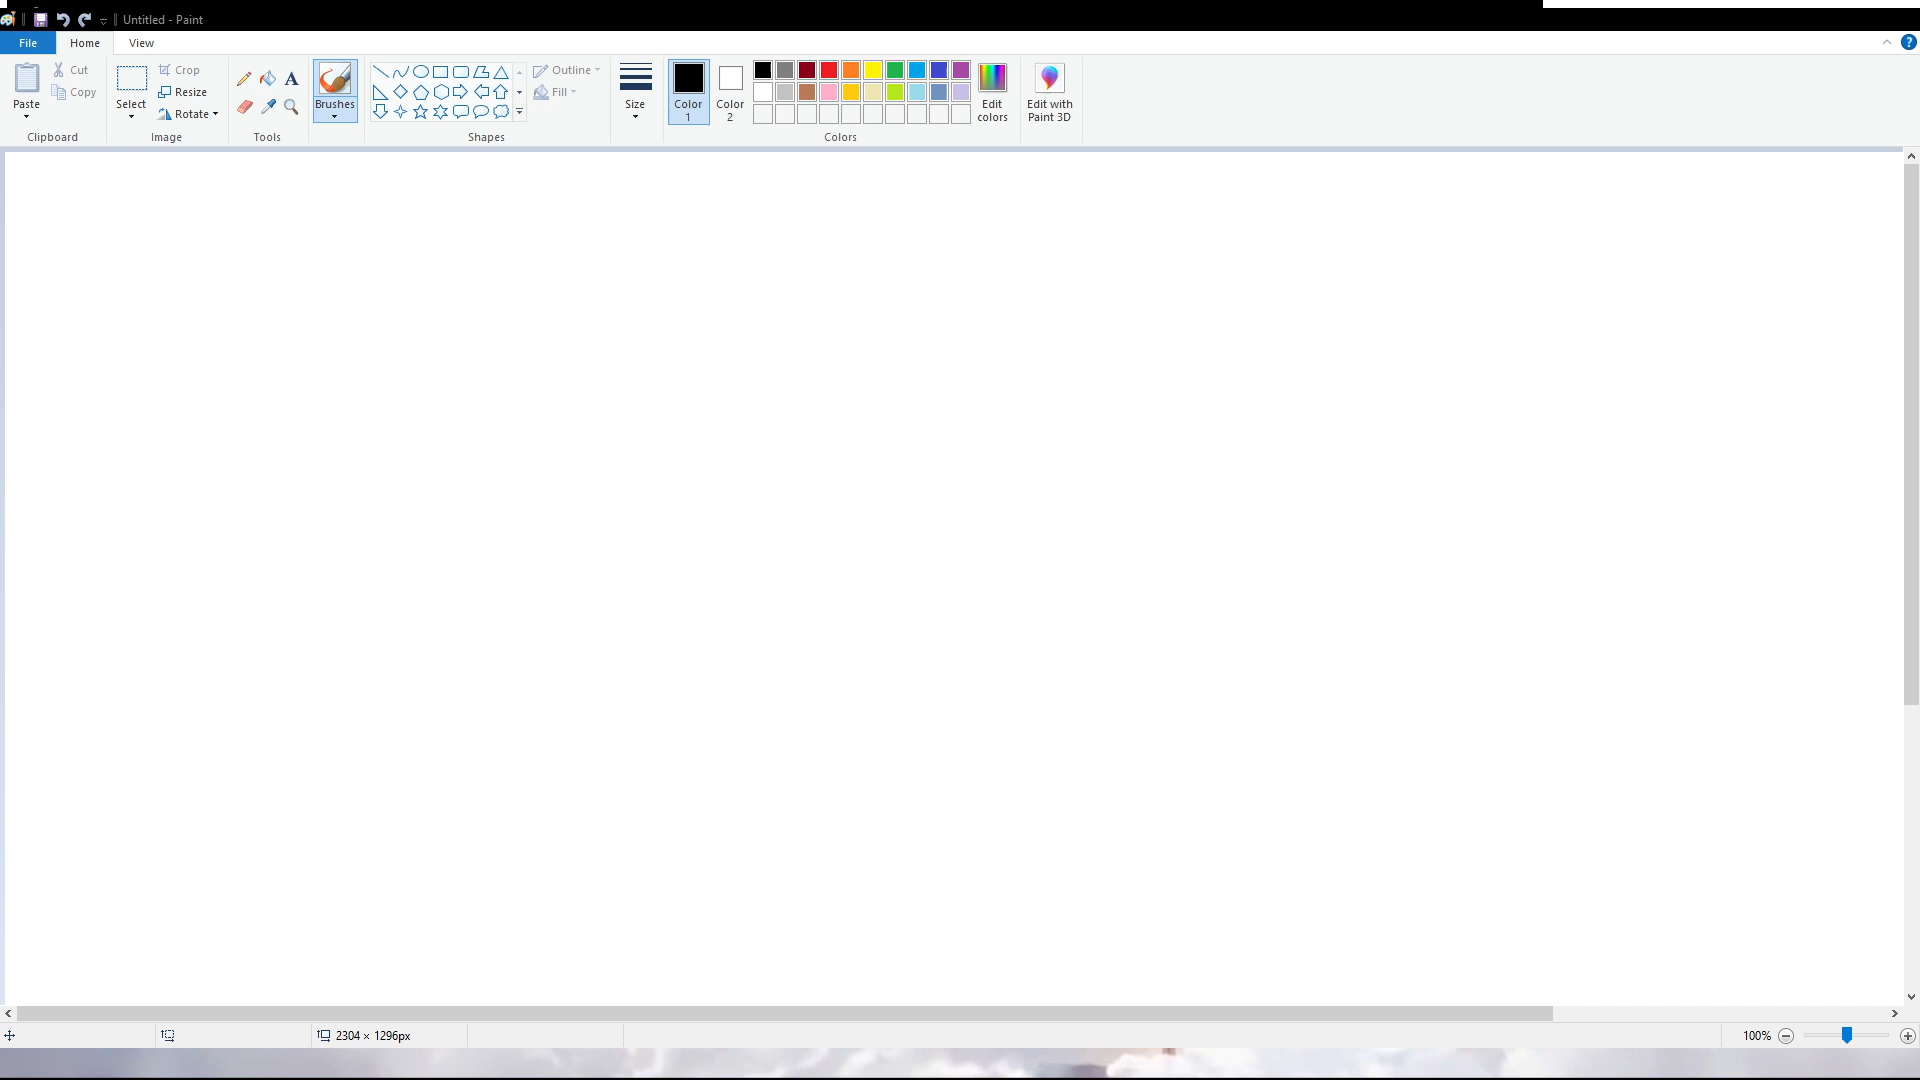 Untitled - Paint
File Home View
Paste
Cut
Copy
Clipboard
Select
Crop
Resize
Rotate
Image
A
Tools
Brushes
Shapes
Outline
Fill
Size
Color
1
Color
2
Edit
colors
Colors
Edit with
Paint 3D
?
2304 × 1296px
100%